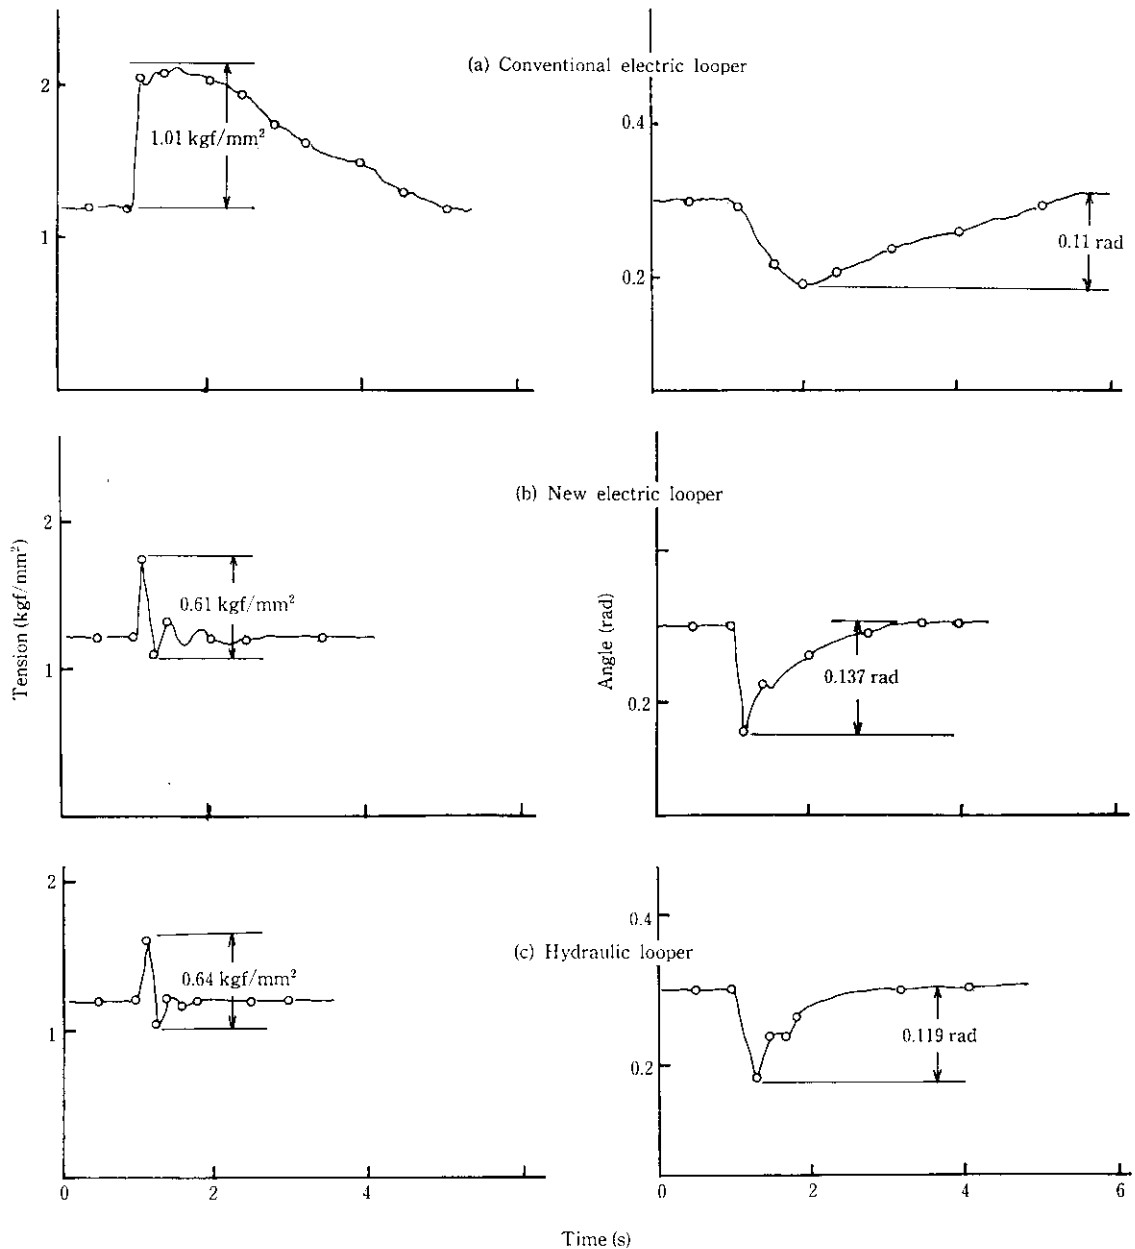 (a) Conventional electric looper
2
1
1.01 kgf/mm²
0.4
0.2
0.11 rad
(b) New electric looper
2
1
0.61 kgf/mm²
Tension (kgf/mm²)
Angle (rad)
0.2
0.137 rad
(c) Hydraulic looper
2
1
0.64 kgf/mm²
0.4
0.2
0.119 rad
0 2 4
0 2 4 6
Time (s)